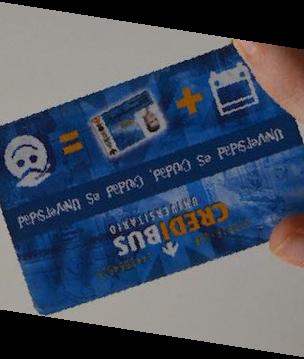 CREDIBUS
UNIVERSITARIO
Universidad es Ciudad, Ciudad es Universidad
+ =